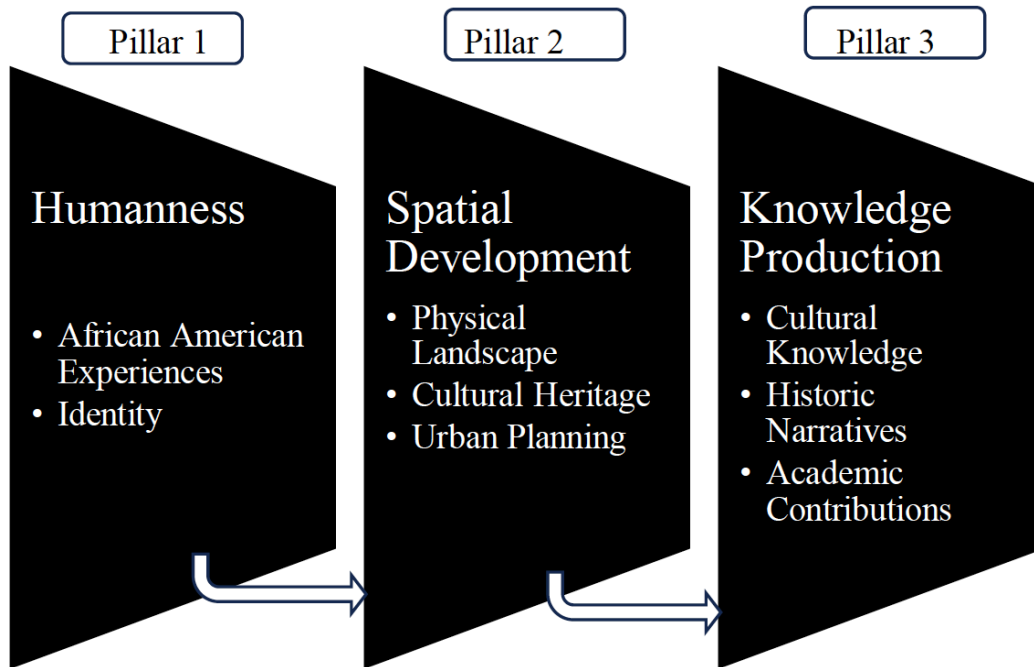 Pillar 1
Humanness
• African American
Experiences
• Identity
Pillar 2
Spatial
Development
• Physical
Landscape
• Cultural Heritage
• Urban Planning
Pillar 3
Knowledge
Production
• Cultural
Knowledge
• Historic
Narratives
• Academic
Contributions